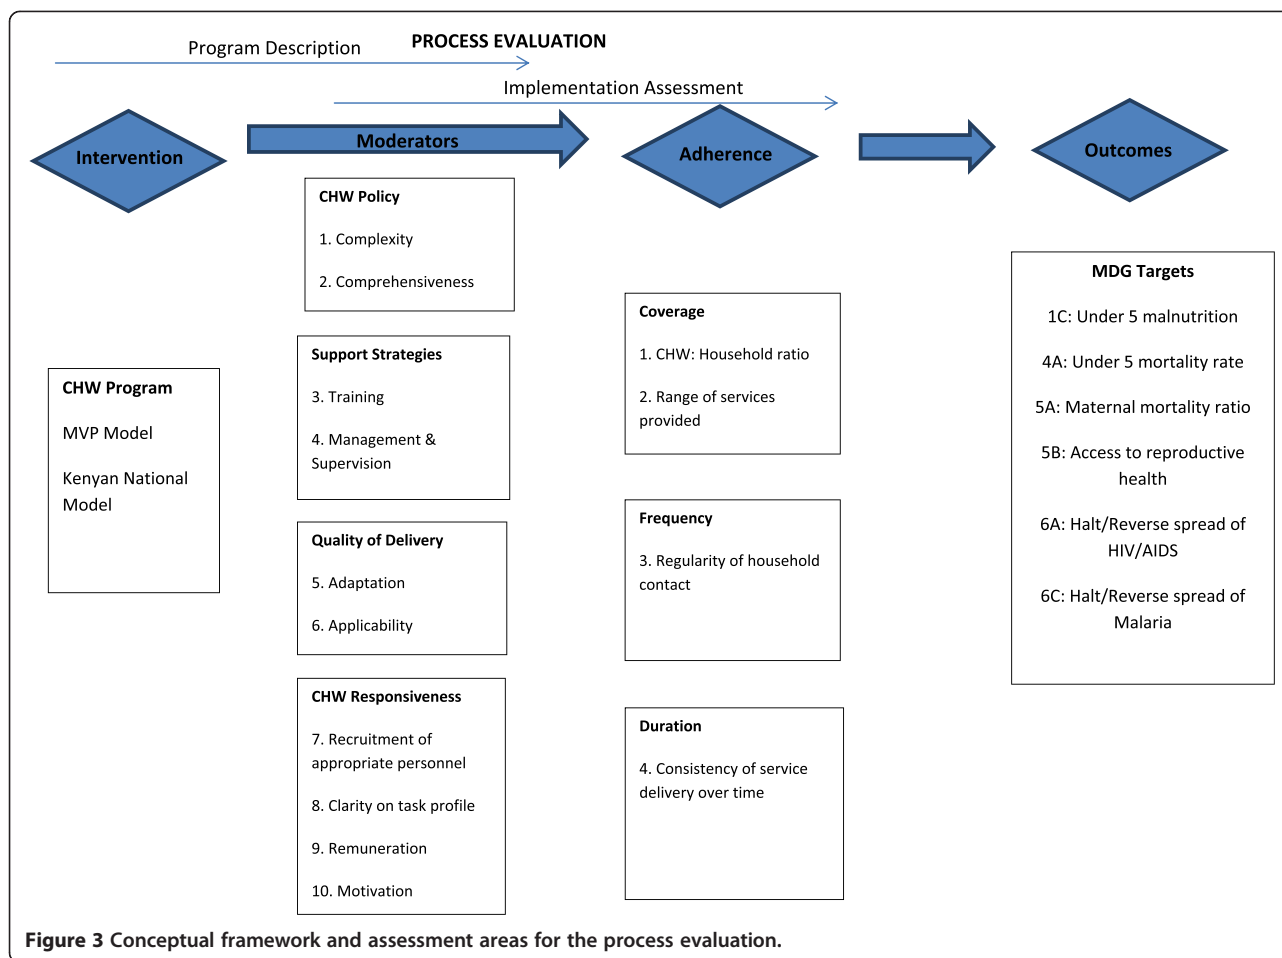 PROCESS EVALUATION
Program Description
Implementation Assessment
Intervention
Moderators
Adherence
Outcomes
CHW Program
MVP Model
Kenyan National
Model
CHW Policy
1. Complexity
2. Comprehensiveness
Support Strategies
3. Training
4. Management &
Supervision
Quality of Delivery
5. Adaptation
6. Applicability
CHW Responsiveness
7. Recruitment of
appropriate personnel
8. Clarity on task profile
9. Remuneration
10. Motivation
Coverage
1. CHW: Household ratio
2. Range of services
provided
Frequency
3. Regularity of household
contact
Duration
4. Consistency of service
delivery over time
MDG Targets
1C: Under 5 malnutrition
4A: Under 5 mortality rate
5A: Maternal mortality ratio
5B: Access to reproductive
health
6A: Halt/Reverse spread of
HIV/AIDS
6C: Halt/Reverse spread of
Malaria
Figure 3 Conceptual framework and assessment areas for the process evaluation.